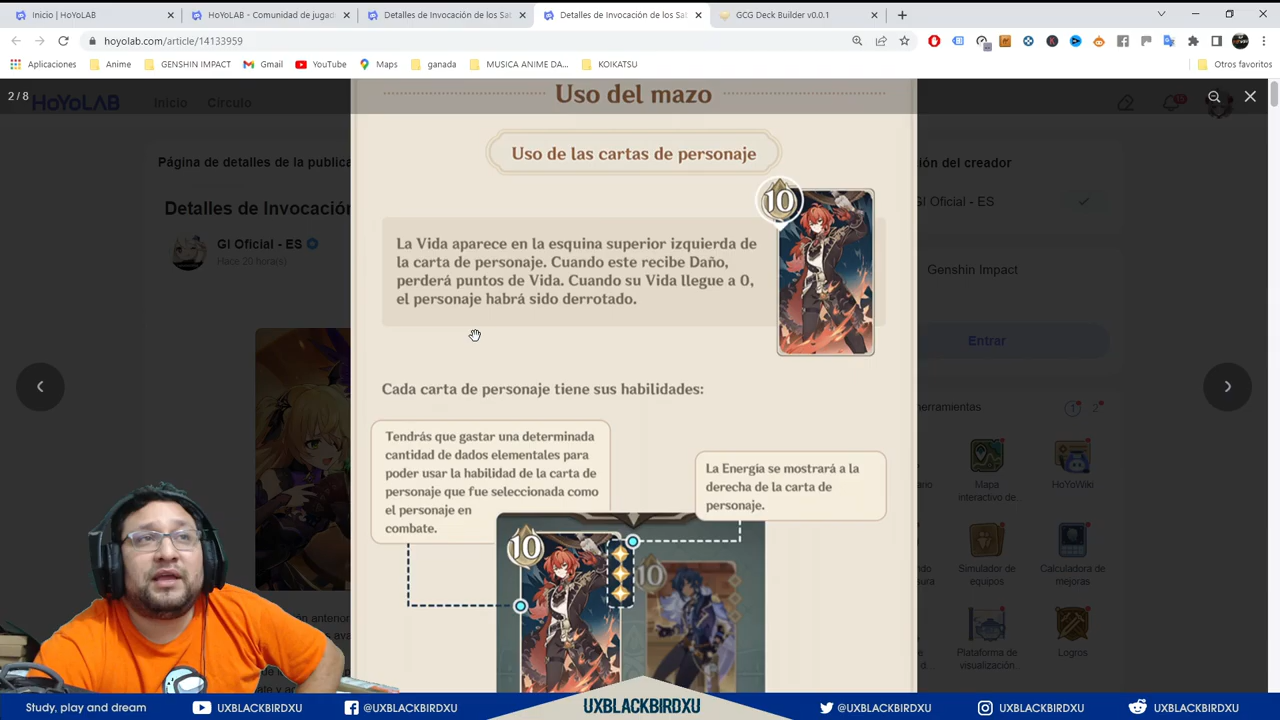 Inicio | HoYoLAB
HoYoLAB - Comunidad de jugad
Detalles de Invocación de los Sat
Detalles de Invocación de los Sat
GCG Deck Builder v0.0.1
hoyolab.com/article/14133959
Aplicaciones
Anime
GENSHIN IMPACT
Gmail
YouTube
Maps
ganada
MUSICA ANIME DA...
KOIKATSU
Otros favoritos
2 / 8
HoYoLAB
Inicio
Círculo
Uso del mazo
Página de detalles de la publica
ción del creador
Uso de las cartas de personaje
Detalles de Invocación
GI Oficial - ES
Hace 20 hora(s)
GI Oficial - ES
10
La Vida aparece en la esquina superior izquierda de
la carta de personaje. Cuando este recibe Daño,
perderá puntos de Vida. Cuando su Vida llegue a 0,
el personaje habrá sido derrotado.
Genshin Impact
Entrar
Cada carta de personaje tiene sus habilidades:
erramientas
1
2
Tendrás que gastar una determinada
cantidad de dados elementales para
poder usar la habilidad de la carta de
personaje que fue seleccionada como
el personaje en
combate.
La Energía se mostrará a la
derecha de la carta de
personaje.
10
10
Mapa
interactivo de...
HoYoWiki
Simulador de
equipos
Calculadora de
mejoras
Plataforma de
visualización...
Logros
Study, play and dream
UXBLACKBIRDXU
@UXBLACKBIRDXU
UXBLACKBIRDXU
@UXBLACKBIRDXU
UXBLACKBIRDXU
UXBLACKBIRDXU